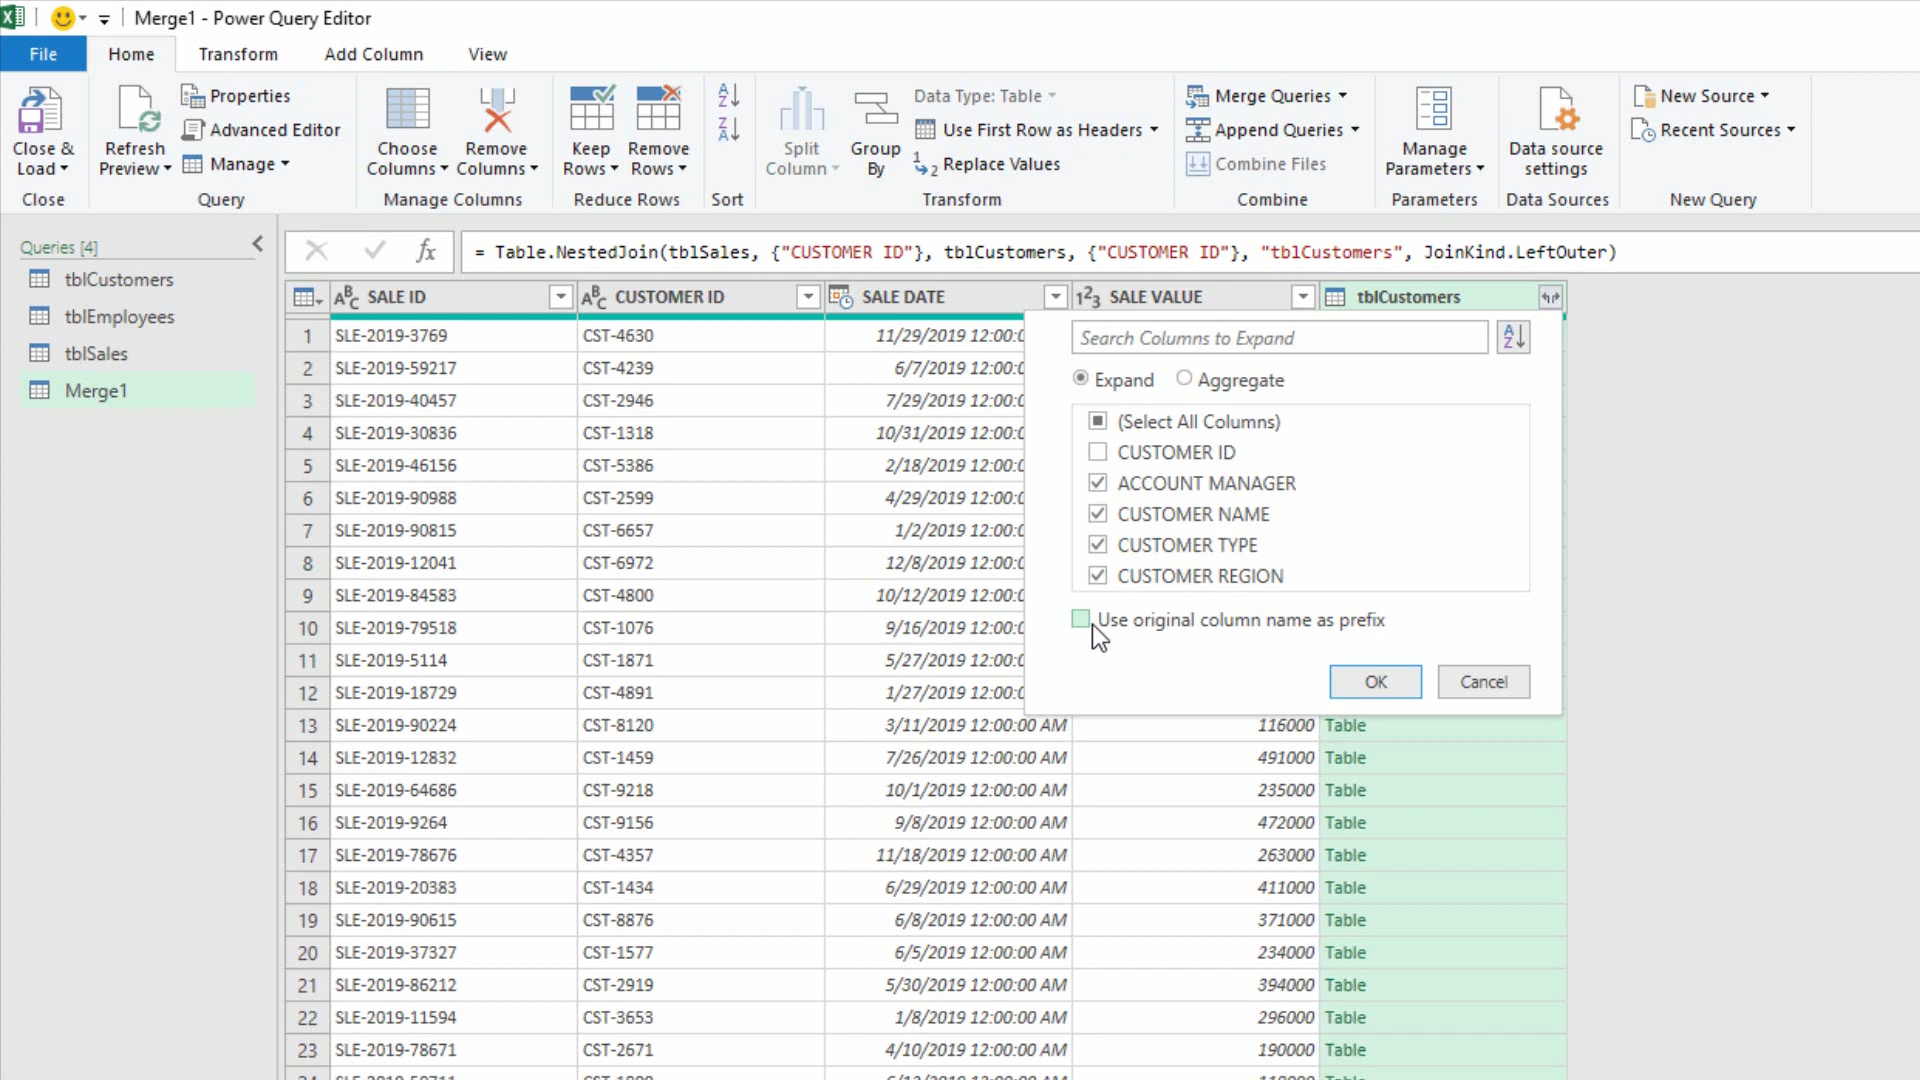 Merge1 - Power Query Editor
File Home Transform Add Column View
Close & Load
Refresh Preview
Properties
Advanced Editor
Manage
Choose Columns
Remove Columns
Keep Rows
Remove Rows
Split Column
Group By
Data Type: Table
Use First Row as Headers
Replace Values
Merge Queries
Append Queries
Combine Files
Manage Parameters
Data source settings
New Source
Recent Sources
Close Query Manage Columns Reduce Rows Sort Transform Combine Parameters Data Sources New Query
Queries [4]
tblCustomers
tblEmployees
tblSales
Merge1
fx = Table.NestedJoin(tblSales, {"CUSTOMER ID"}, tblCustomers, {"CUSTOMER ID"}, "tblCustomers", JoinKind.LeftOuter)
SALE ID CUSTOMER ID SALE DATE 123 SALE VALUE tblCustomers
1 SLE-2019-3769 CST-4630 11/29/2019 12:00:0
2 SLE-2019-59217 CST-4239 6/7/2019 12:00:0
3 SLE-2019-40457 CST-2946 7/29/2019 12:00:0
4 SLE-2019-30836 CST-1318 10/31/2019 12:00:0
5 SLE-2019-46156 CST-5386 2/18/2019 12:00:0
6 SLE-2019-90988 CST-2599 4/29/2019 12:00:0
7 SLE-2019-90815 CST-6657 1/2/2019 12:00:0
8 SLE-2019-12041 CST-6972 12/8/2019 12:00:0
9 SLE-2019-84583 CST-4800 10/12/2019 12:00:0
10 SLE-2019-79518 CST-1076 9/16/2019 12:00:0
11 SLE-2019-5114 CST-1871 5/27/2019 12:00:0
12 SLE-2019-18729 CST-4891 1/27/2019 12:00:0
13 SLE-2019-90224 CST-8120 3/11/2019 12:00:00 AM 116000 Table
14 SLE-2019-12832 CST-1459 7/26/2019 12:00:00 AM 491000 Table
15 SLE-2019-64686 CST-9218 10/1/2019 12:00:00 AM 235000 Table
16 SLE-2019-9264 CST-9156 9/8/2019 12:00:00 AM 472000 Table
17 SLE-2019-78676 CST-4357 11/18/2019 12:00:00 AM 263000 Table
18 SLE-2019-20383 CST-1434 6/29/2019 12:00:00 AM 411000 Table
19 SLE-2019-90615 CST-8876 6/8/2019 12:00:00 AM 371000 Table
20 SLE-2019-37327 CST-1577 6/5/2019 12:00:00 AM 234000 Table
21 SLE-2019-86212 CST-2919 5/30/2019 12:00:00 AM 394000 Table
22 SLE-2019-11594 CST-3653 1/8/2019 12:00:00 AM 296000 Table
23 SLE-2019-78671 CST-2671 4/10/2019 12:00:00 AM 190000 Table
Search Columns to Expand
Expand Aggregate
(Select All Columns)
CUSTOMER ID
ACCOUNT MANAGER
CUSTOMER NAME
CUSTOMER TYPE
CUSTOMER REGION
Use original column name as prefix
OK Cancel